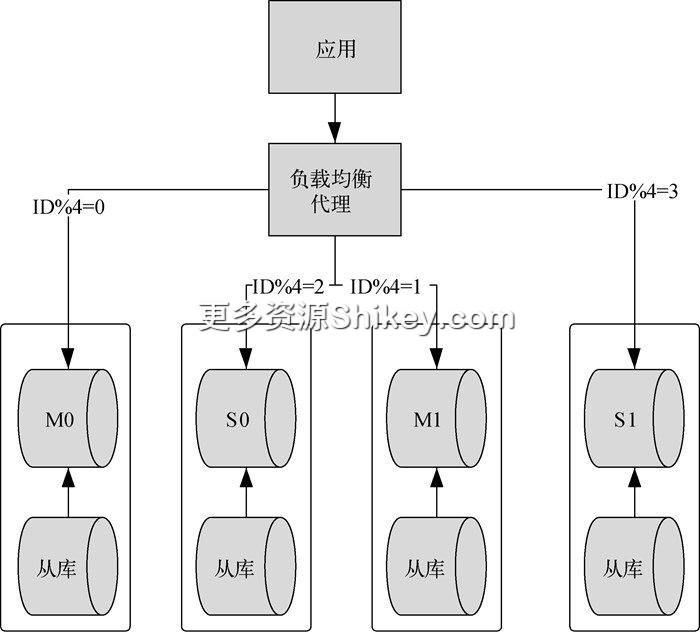 应用
负载均衡
代理
ID%4=0
ID%4=3
ID%4=2
ID%4=1
更多资源Shikey.com
M0
S0
M1
S1
从库
从库
从库
从库